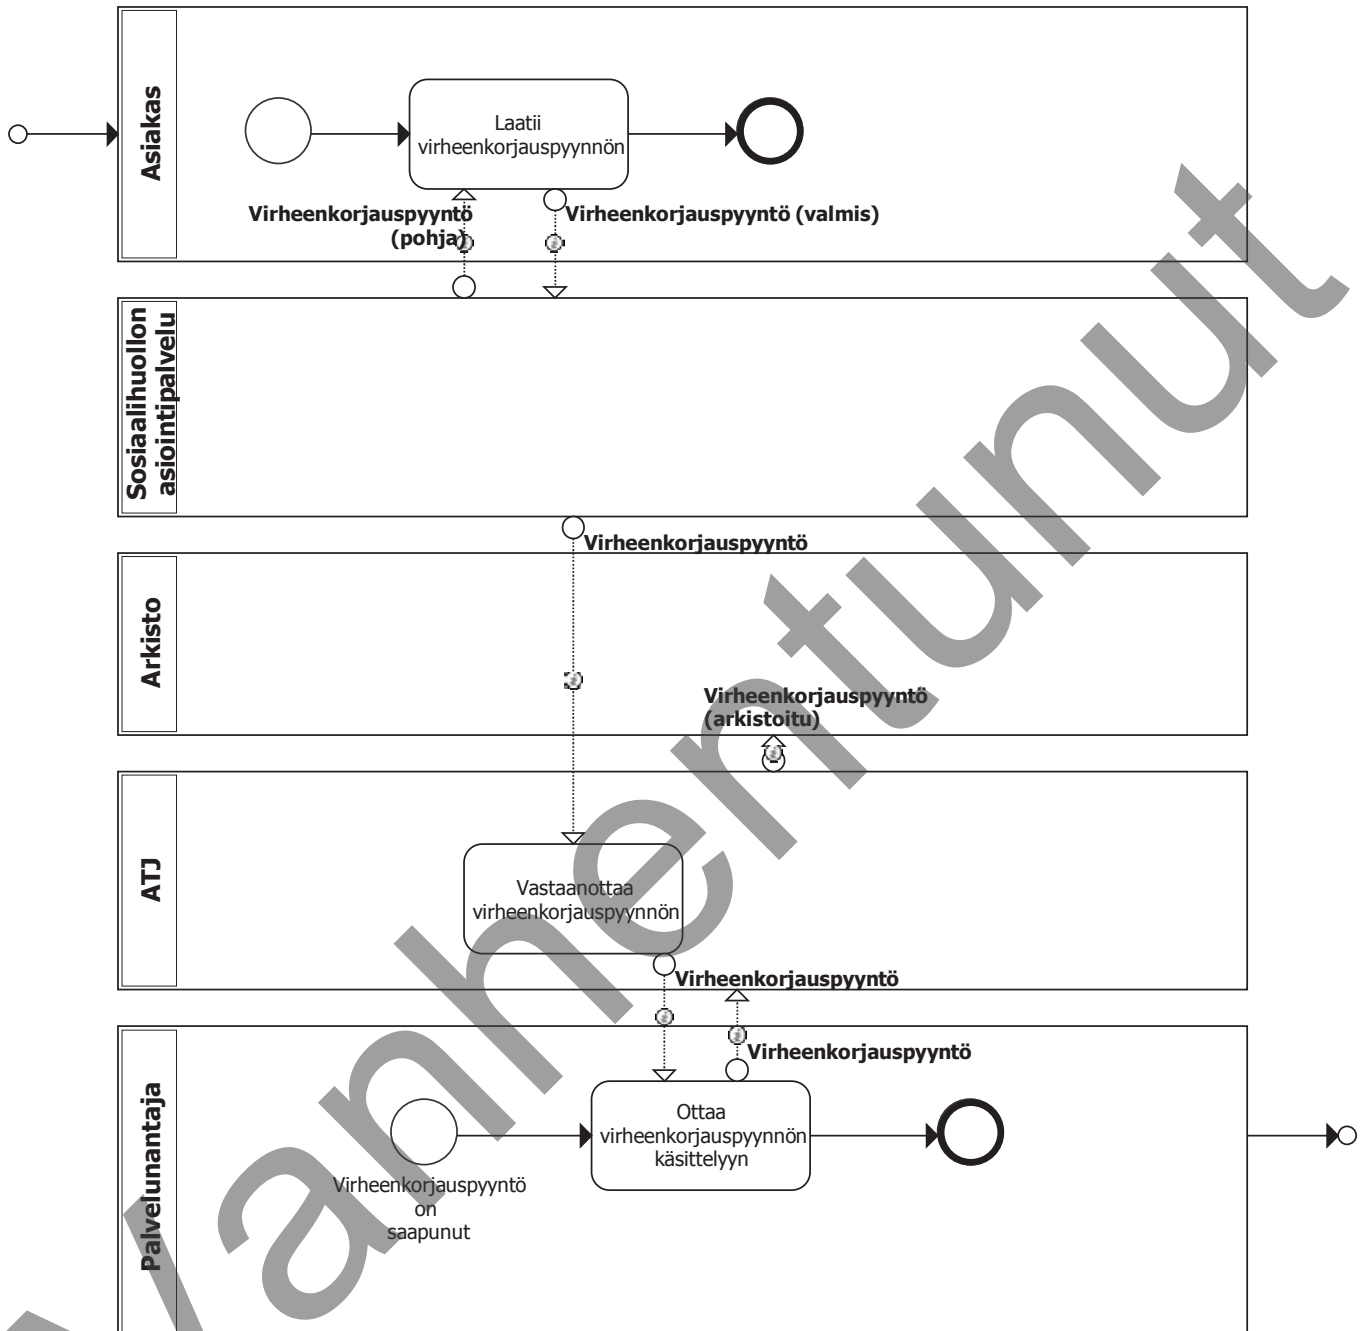 Asiakas
Laatii
virheenkorjauspyynnön
Virheenkorjauspyyntö
(pohja)
Virheenkorjauspyyntö (valmis)
Sosiaalihuollon
asiointipalvelu
Virheenkorjauspyyntö
Arkisto
Virheenkorjauspyyntö
(arkistoitu)
ATJ
Vastaanottaa
virheenkorjauspyynnön
Virheenkorjauspyyntö
Virheenkorjauspyyntö
Palvelunantaja
Ottaa
virheenkorjauspyynnön
käsittelyyn
Virheenkorjauspyyntö
on
saapunut
Vanhentunut